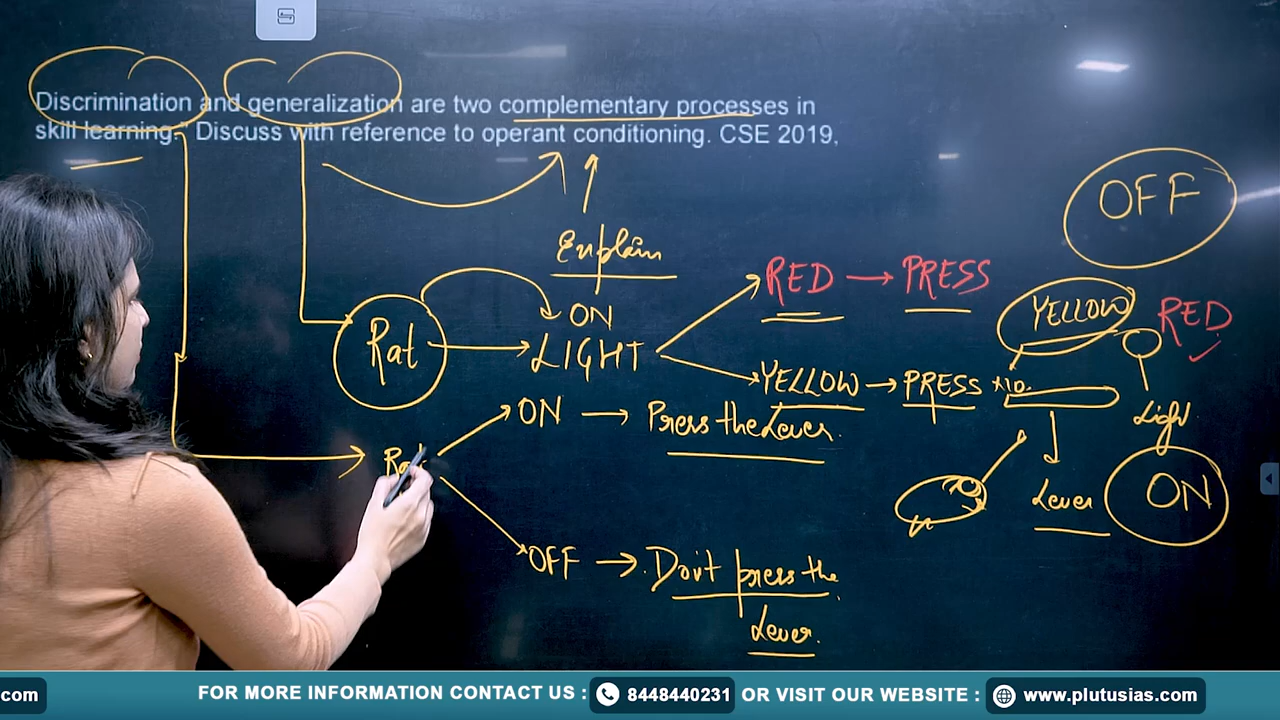 Discrimination and generalization are two complementary processes in
skill learning." Discuss with reference to operant conditioning. CSE 2019,
OFF
Explain
RED → PRESS
YELLOW
RED
ON
Rat
LIGHT
YELLOW → PRESS
Light
ON → Press the Lever.
Lever
ON
OFF → Don't press the
Lever.
com
FOR MORE INFORMATION CONTACT US : 8448440231 OR VISIT OUR WEBSITE : www.plutusias.com